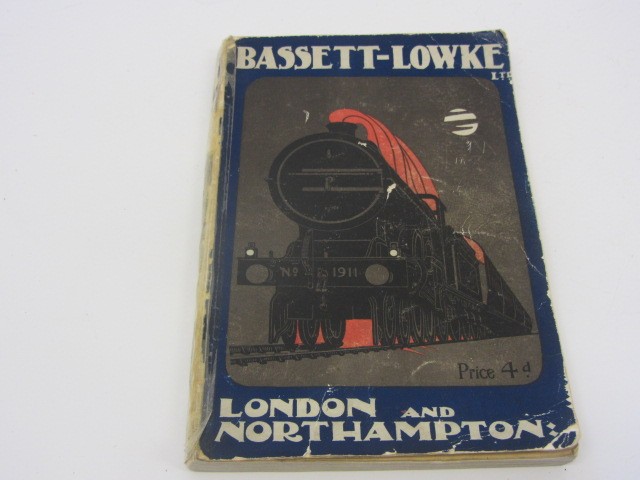 BASSETT-LOWKE
LTD
No 1911
Price 4d
LONDON AND
NORTHAMPTON: